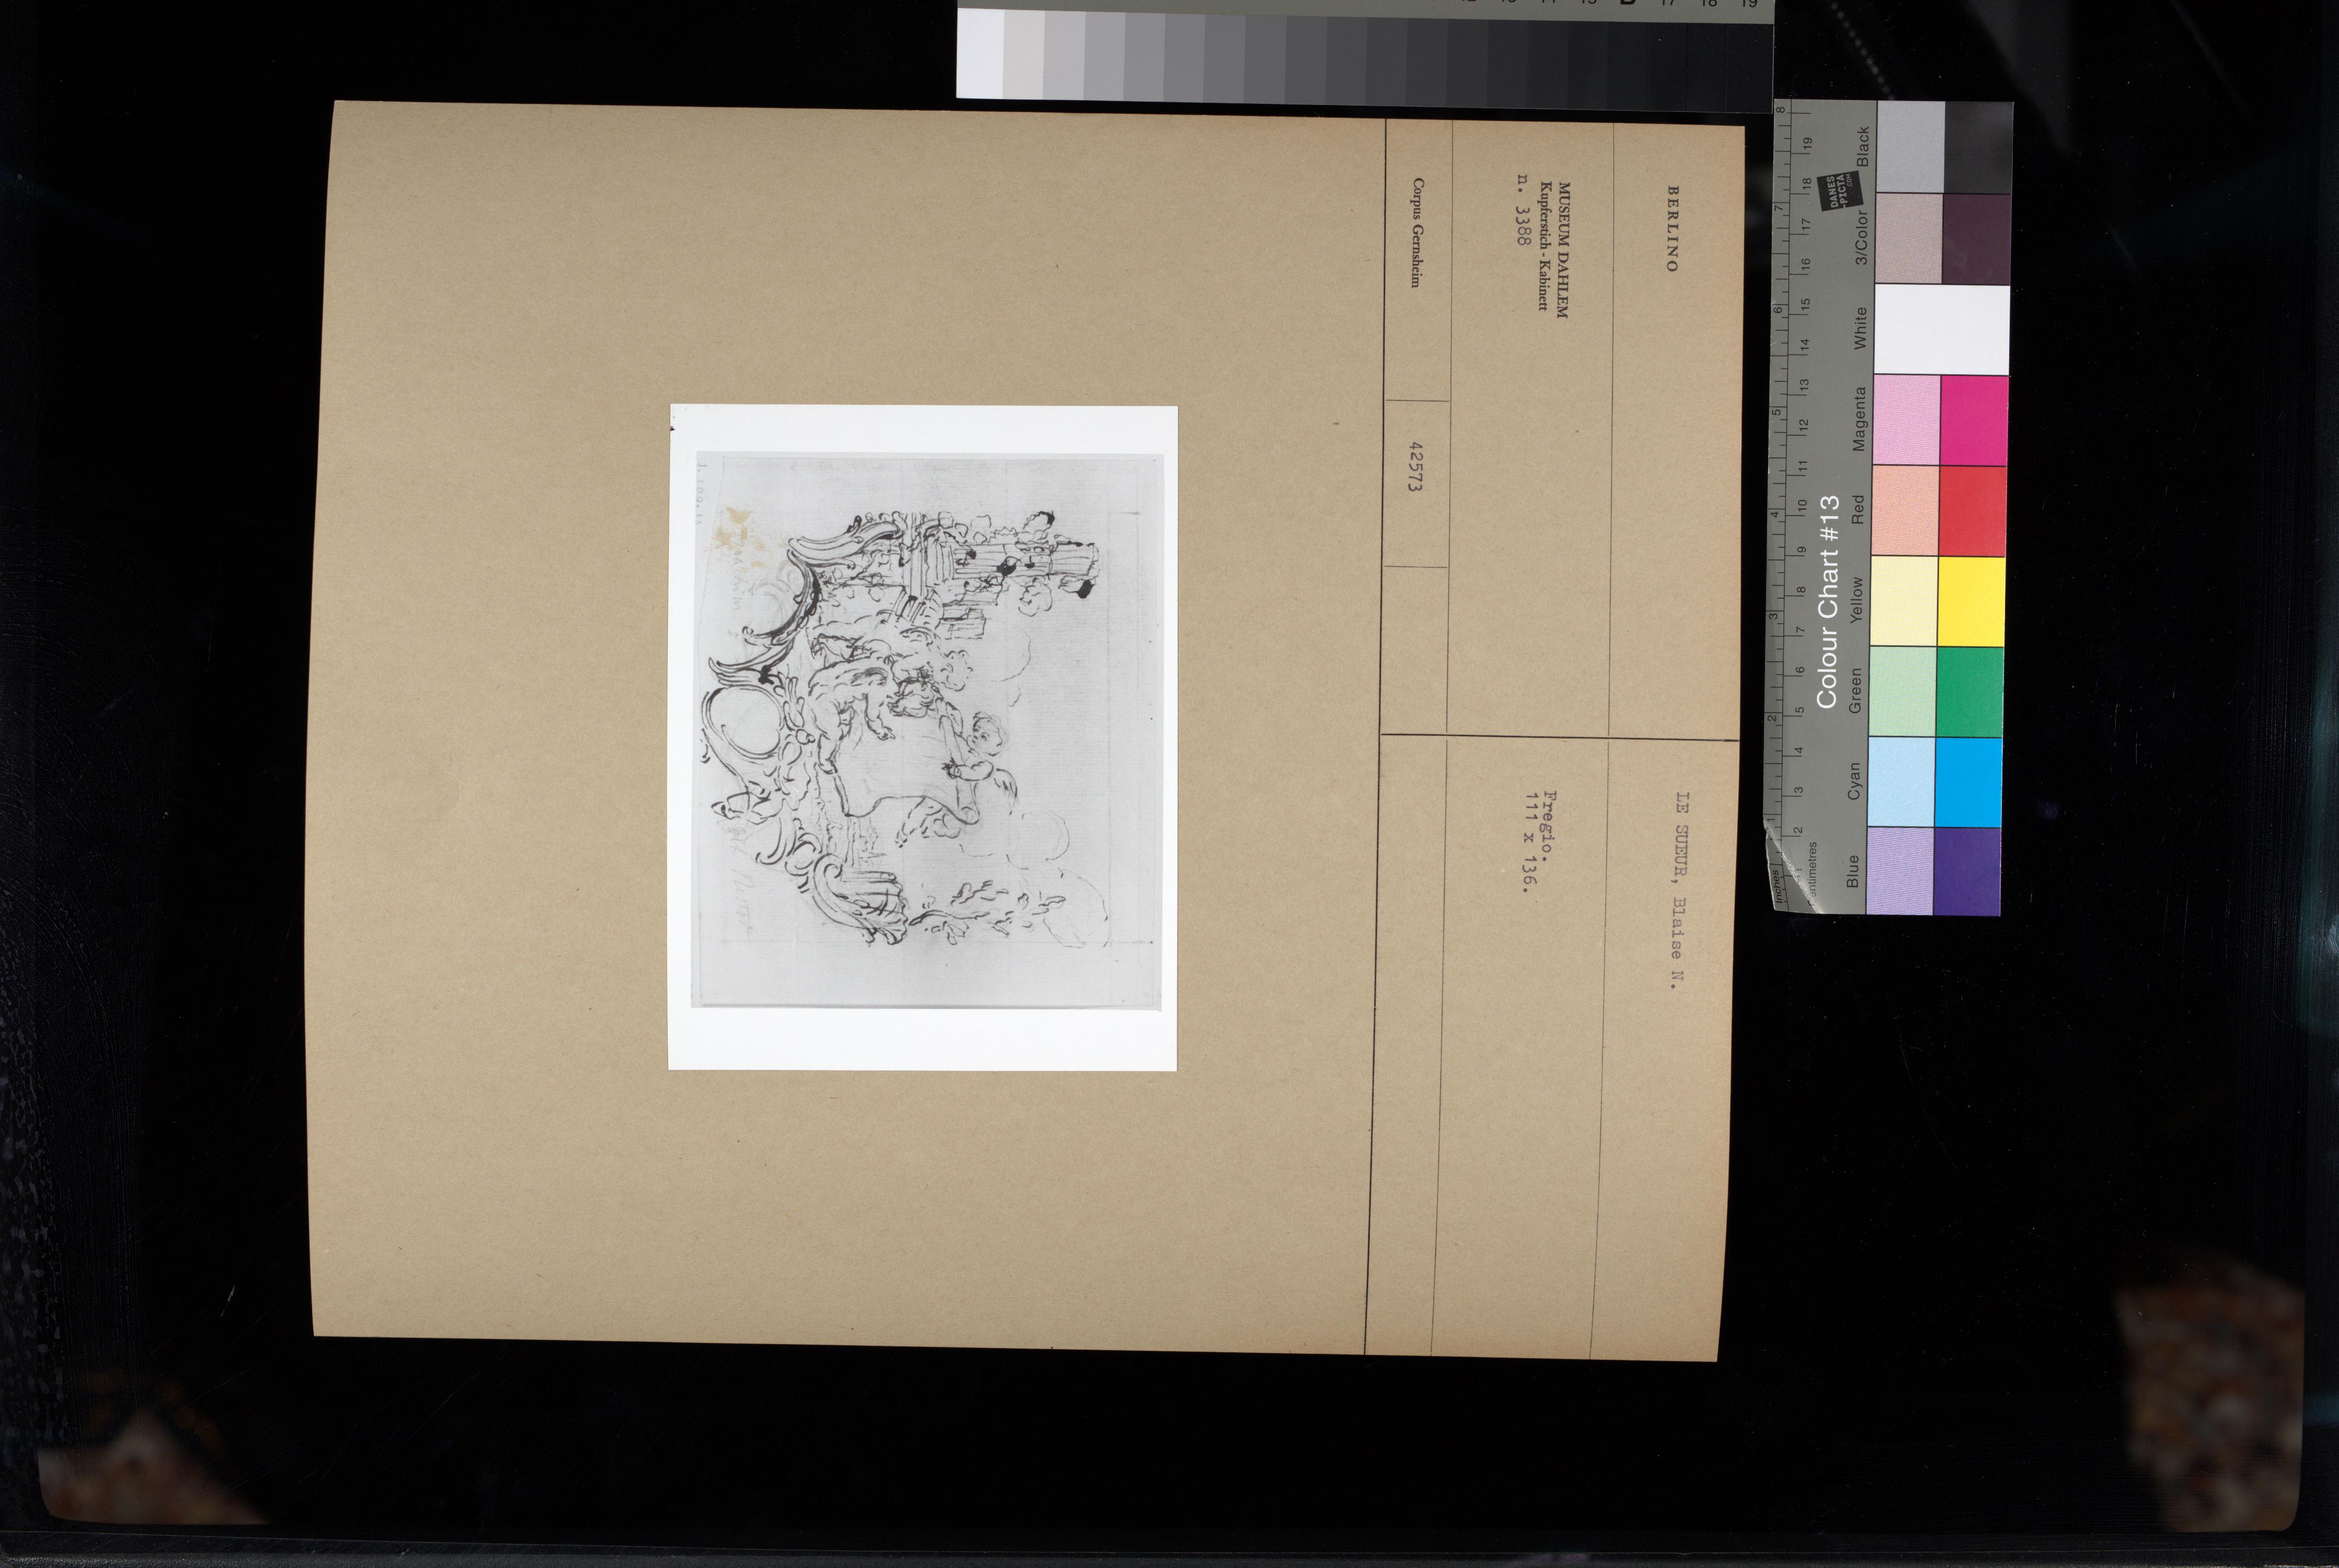 BERLINO
MUSEUM DAHLEM
Kupferstich - Kabinett
n. 3388
Corpus Gernsheim
42573
LE SUEUR, Blaise N.
Fregio.
111 x 136.
Colour Chart #13
Blue
Cyan
Green
Yellow
Red
Magenta
White
3/Color
Black
DANES
-PICTA
.COM
Inches
Centimetres
1 2 3 4 5 6 7 8
2 3 4 5 6 7 8 9 10 11 12 13 14 15 16 17 18 19
B 17 18 19